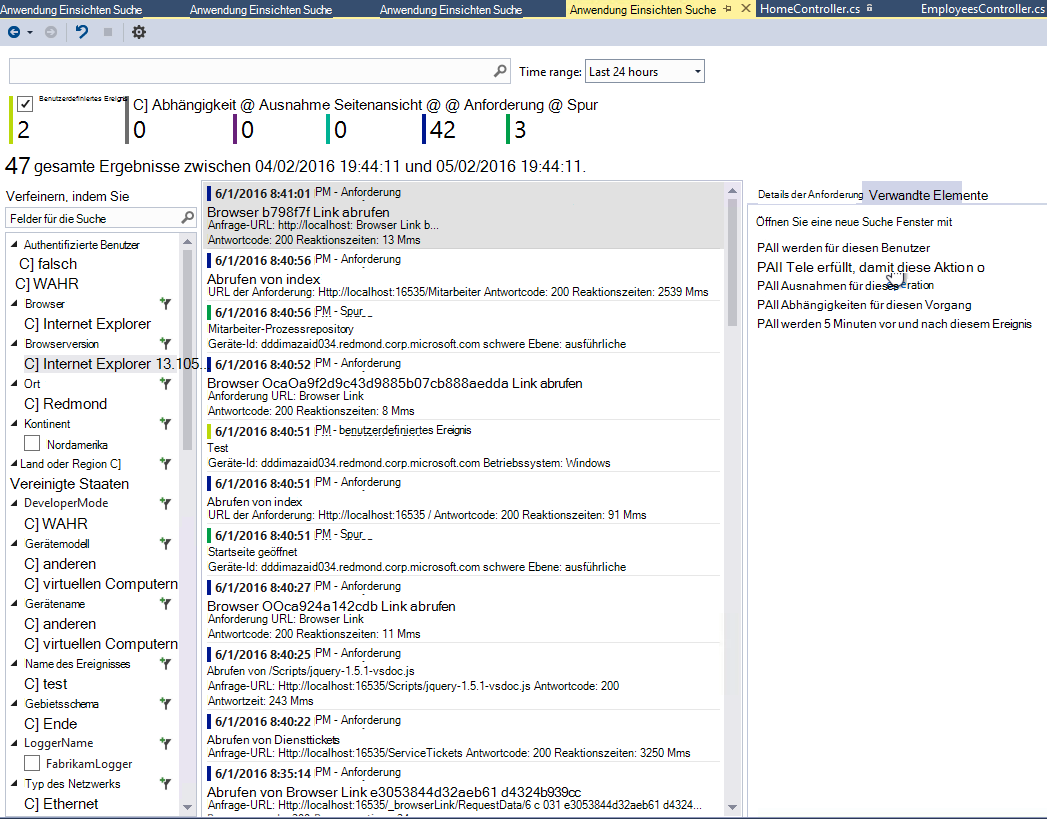 Anwendung Einsichten Suche Anwendung Einsichten Suche Anwendung Einsichten Suche Anwendung Einsichten Suche HomeController.cs EmployeesController.cs
Time range: Last 24 hours
Benutzerdefiniertes Ereignis C] Abhängigkeit @ Ausnahme Seitenansicht @ @ Anforderung @ Spur
2 0 0 0 42 3
47 gesamte Ergebnisse zwischen 04/02/2016 19:44:11 und 05/02/2016 19:44:11.
Verfeinern, indem Sie
Felder für die Suche
Authentifizierte Benutzer
C] falsch
C] WAHR
Browser
C] Internet Explorer
Browserversion
C] Internet Explorer 13.105..
Ort
C] Redmond
Kontinent
Nordamerika
Land oder Region C]
Vereinigte Staaten
DeveloperMode
C] WAHR
Gerätemodell
C] anderen
C] virtuellen Computern
Gerätename
C] anderen
C] virtuellen Computern
Name des Ereignisses
C] test
Gebietsschema
C] Ende
LoggerName
FabrikamLogger
Typ des Netzwerks
C] Ethernet
6/1/2016 8:41:01 PM - Anforderung
Browser b798f7f Link abrufen
Anfrage-URL: http://localhost: Browser Link b...
Antwortcode: 200 Reaktionszeiten: 13 Mms
6/1/2016 8:40:56 PM - Anforderung
Abrufen von index
URL der Anforderung: Http://localhost:16535/Mitarbeiter Antwortcode: 200 Reaktionszeiten: 2539 Mms
6/1/2016 8:40:56 PM - Spur
Mitarbeiter-Prozessrepository
Geräte-Id: dddimazaid034.redmond.corp.microsoft.com schwere Ebene: ausführliche
6/1/2016 8:40:52 PM - Anforderung
Browser OcaOa9f2d9c43d9885b07cb888aedda Link abrufen
Anforderung URL: Browser Link
Antwortcode: 200 Reaktionszeiten: 8 Mms
6/1/2016 8:40:51 PM - benutzerdefiniertes Ereignis
Test
Geräte-Id: dddimazaid034.redmond.corp.microsoft.com Betriebssystem: Windows
6/1/2016 8:40:51 PM - Anforderung
Abrufen von index
URL der Anforderung: Http://localhost:16535 / Antwortcode: 200 Reaktionszeiten: 91 Mms
6/1/2016 8:40:51 PM - Spur
Startseite geöffnet
Geräte-Id: dddimazaid034.redmond.corp.microsoft.com schwere Ebene: ausführliche
6/1/2016 8:40:27 PM - Anforderung
Browser OOca924a142cdb Link abrufen
Anforderung URL: Browser Link
Antwortcode: 200 Reaktionszeiten: 11 Mms
6/1/2016 8:40:25 PM - Anforderung
Abrufen von /Scripts/jquery-1.5.1-vsdoc.js
Anfrage-URL: Http://localhost:16535/Scripts/jquery-1.5.1-vsdoc.js Antwortcode: 200
Antwortzeit: 243 Mms
6/1/2016 8:40:22 PM - Anforderung
Abrufen von Diensttickets
Anfrage-URL: Http://localhost:16535/ServiceTickets Antwortcode: 200 Reaktionszeiten: 3250 Mms
6/1/2016 8:35:14 PM - Anforderung
Abrufen von Browser Link e3053844d32aeb61 d4324b939cc
Anfrage-URL: Http://localhost:16535/_browserLink/RequestData/6 c 031 e3053844d32aeb61 d4324...
Details der Anforderung Verwandte Elemente
Öffnen Sie eine neue Suche Fenster mit
PAII werden für diesen Benutzer
PAII Tele erfüllt, damit diese Aktion o
PAII Ausnahmen für diese eration
PAII Abhängigkeiten für diesen Vorgang
PAII werden 5 Minuten vor und nach diesem Ereignis